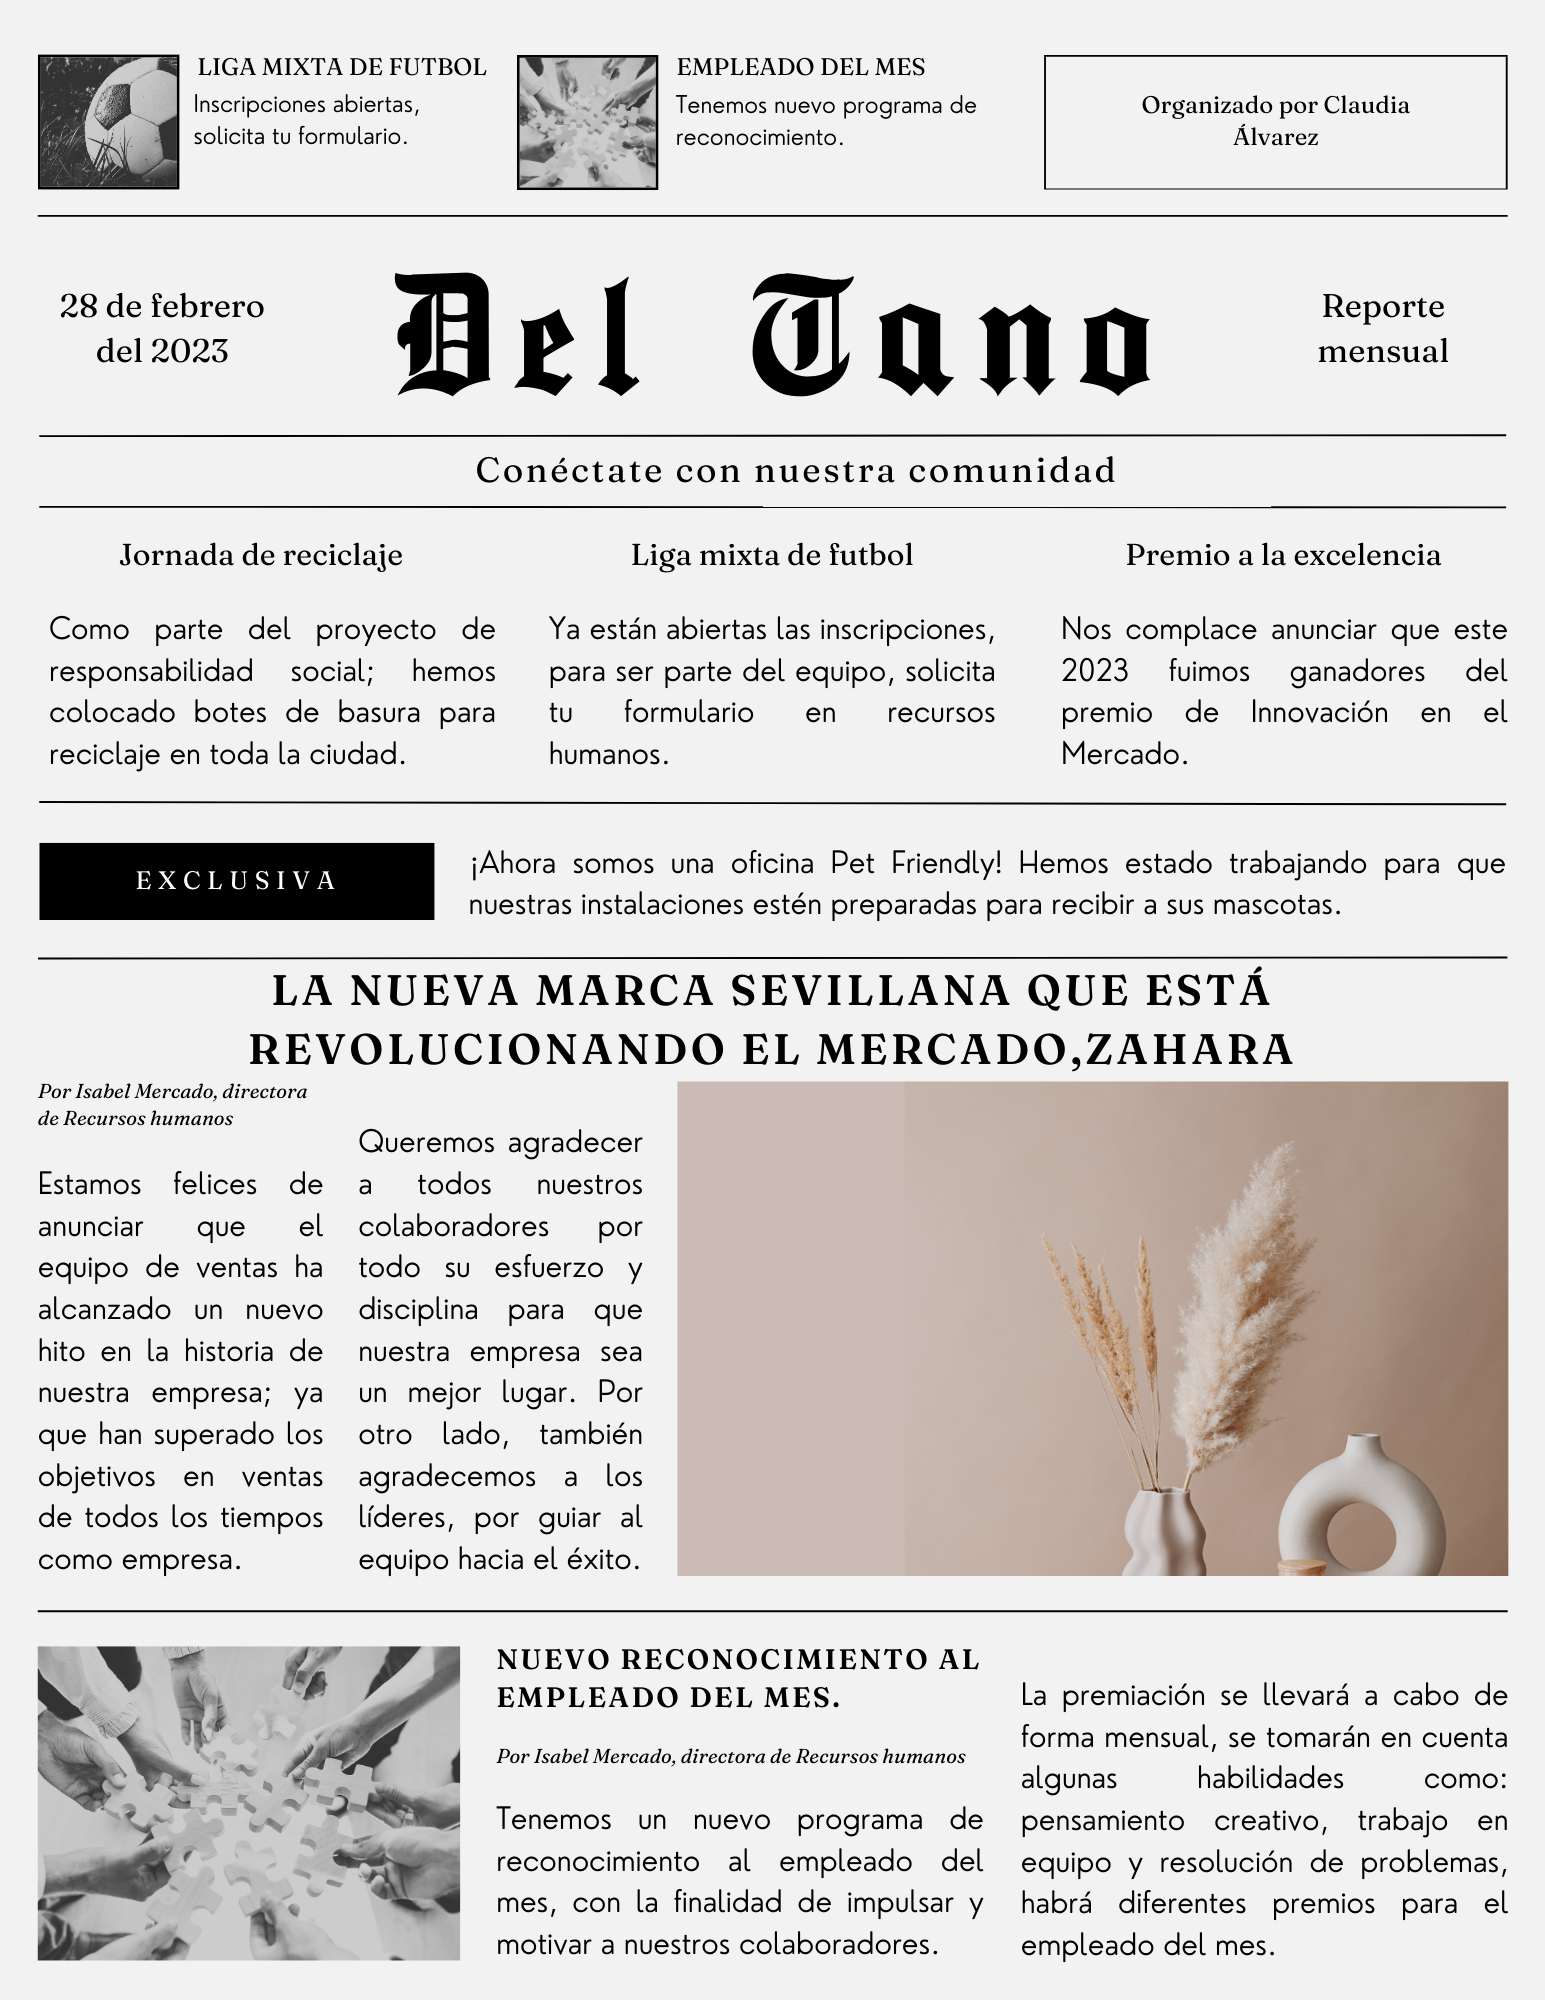 LIGA MIXTA DE FUTBOL
Inscripciones abiertas,
solicita tu formulario.
EMPLEADO DEL MES
Tenemos nuevo programa de
reconocimiento.
Organizado por Claudia
Álvarez
28 de febrero
del 2023
Del Tano
Reporte
mensual
Conéctate con nuestra comunidad
Jornada de reciclaje
Como parte del proyecto de
responsabilidad social; hemos
colocado botes de basura para
reciclaje en toda la ciudad.
Liga mixta de futbol
Ya están abiertas las inscripciones,
para ser parte del equipo, solicita
tu formulario en recursos
humanos.
Premio a la excelencia
Nos complace anunciar que este
2023 fuimos ganadores del
premio de Innovación en el
Mercado.
EXCLUSIVA
¡Ahora somos una oficina Pet Friendly! Hemos estado trabajando para que
nuestras instalaciones estén preparadas para recibir a sus mascotas.
LA NUEVA MARCA SEVILLANA QUE ESTÁ
REVOLUCIONANDO EL MERCADO,ZAHARA
Por Isabel Mercado, directora
de Recursos humanos
Estamos felices de
anunciar que el
equipo de ventas ha
alcanzado un nuevo
hito en la historia de
nuestra empresa; ya
que han superado los
objetivos en ventas
de todos los tiempos
como empresa.
Queremos agradecer
a todos nuestros
colaboradores por
todo su esfuerzo y
disciplina para que
nuestra empresa sea
un mejor lugar. Por
otro lado, también
agradecemos a los
líderes, por guiar al
equipo hacia el éxito.
NUEVO RECONOCIMIENTO AL
EMPLEADO DEL MES.
Por Isabel Mercado, directora de Recursos humanos
Tenemos un nuevo programa de
reconocimiento al empleado del
mes, con la finalidad de impulsar y
motivar a nuestros colaboradores.
La premiación se llevará a cabo de
forma mensual, se tomarán en cuenta
algunas habilidades como:
pensamiento creativo, trabajo en
equipo y resolución de problemas,
habrá diferentes premios para el
empleado del mes.